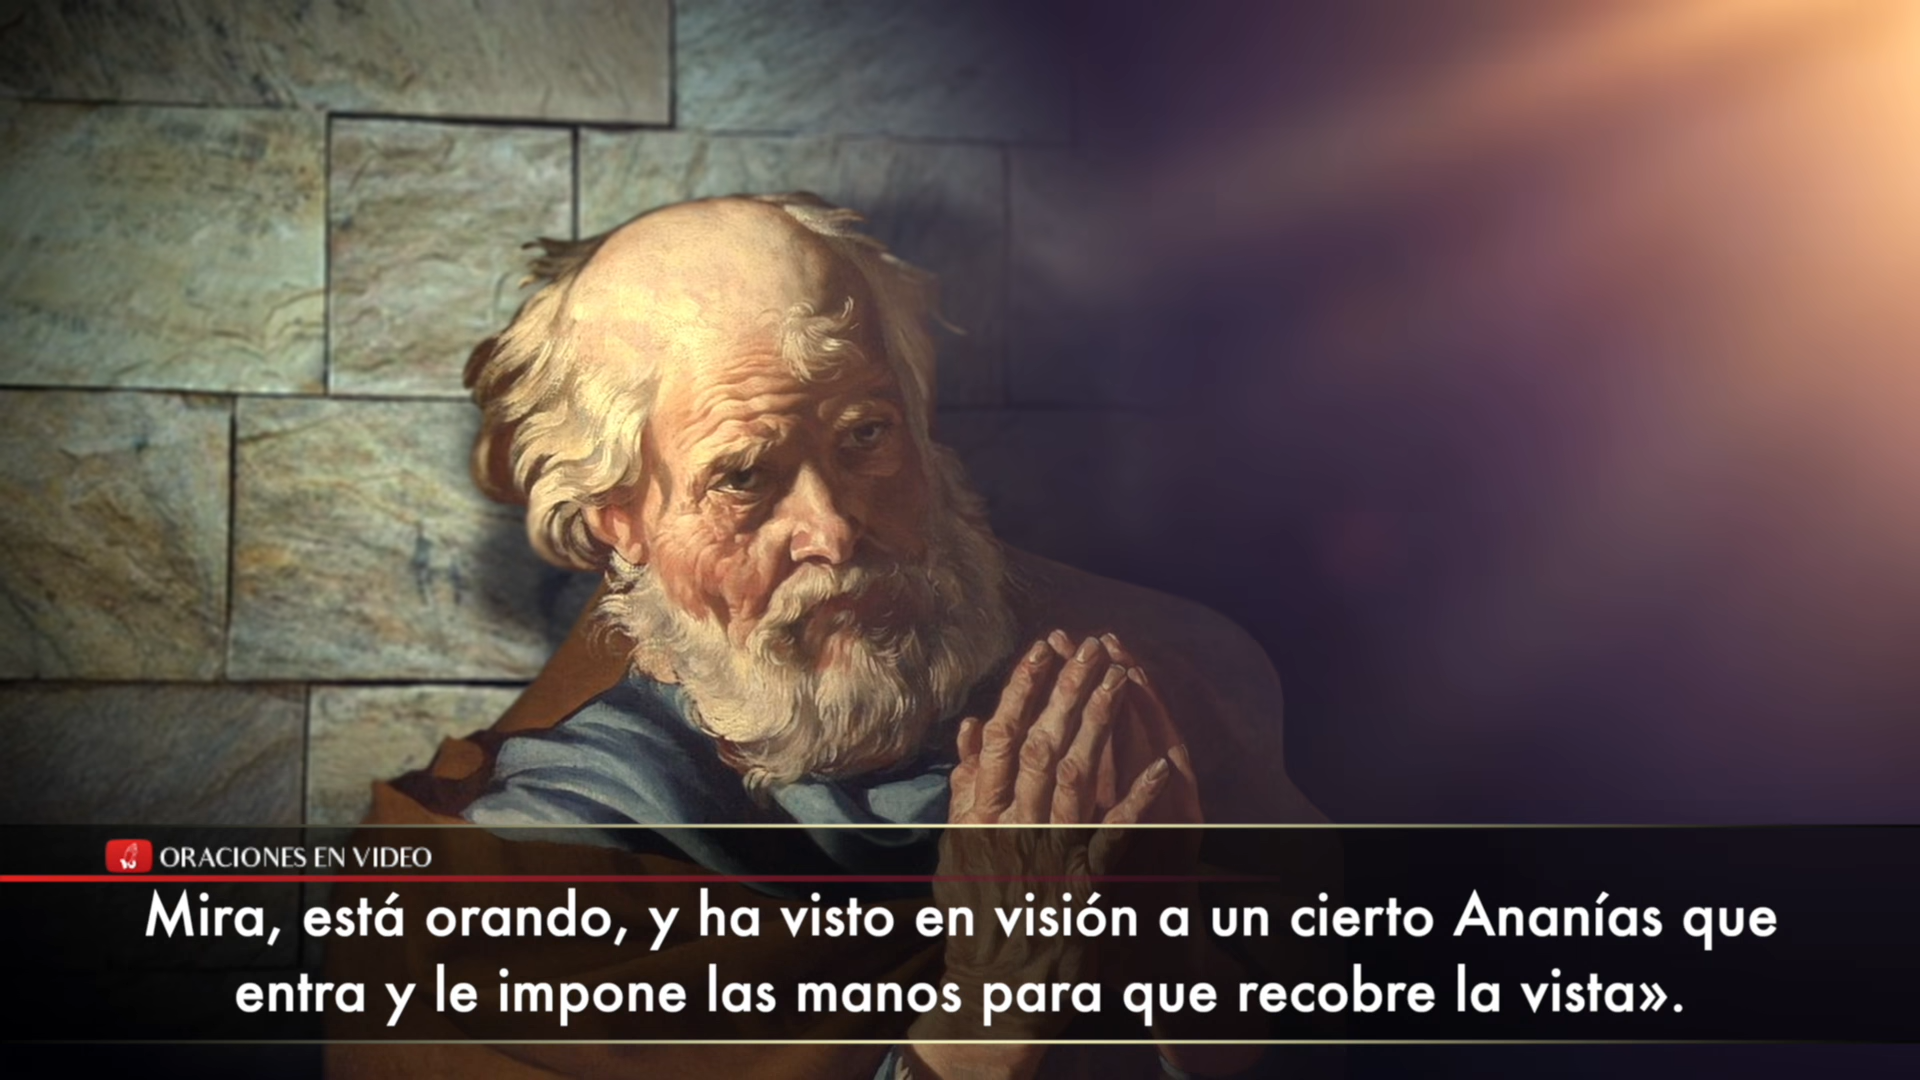 ORACIONES EN VIDEO
Mira, está orando, y ha visto en visión a un cierto Ananías que
entra y le impone las manos para que recobre la vista».